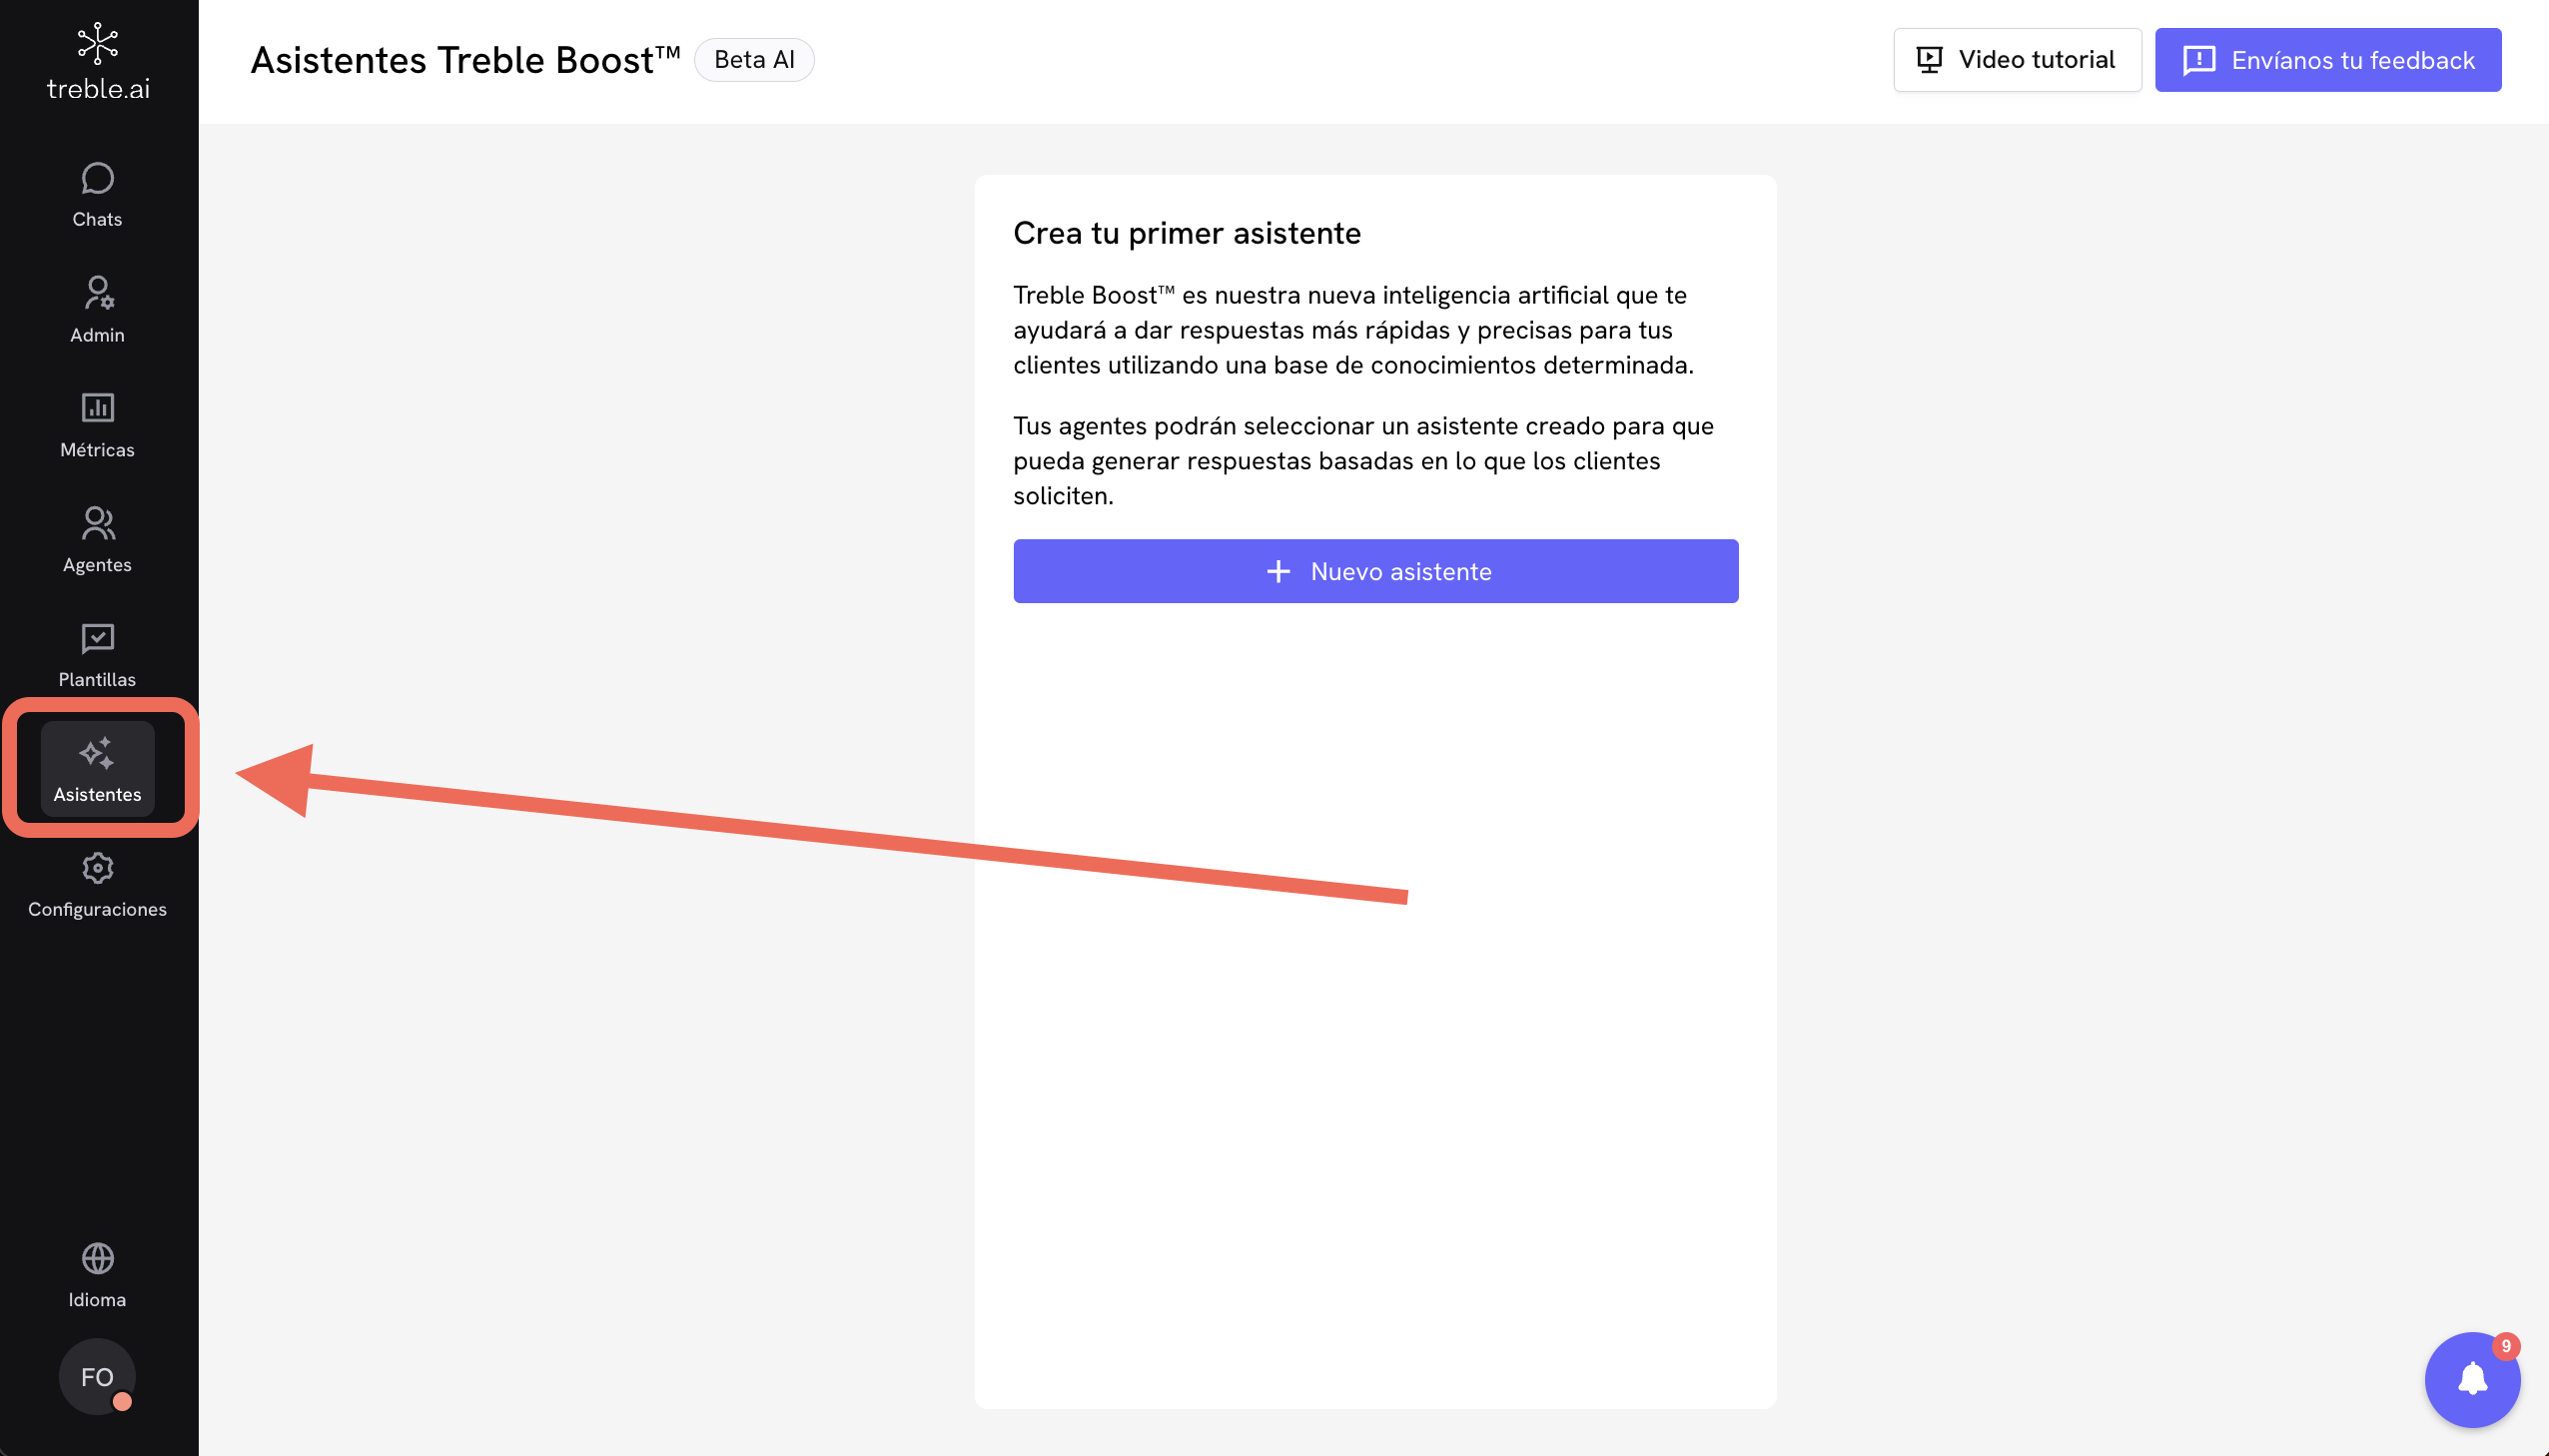 treble.ai
Chats
Admin
Métricas
Agentes
Plantillas
Asistentes
Configuraciones
Idioma
FO
Asistentes Treble Boost™ Beta AI
Video tutorial
Envíanos tu feedback
Crea tu primer asistente
Treble Boost™ es nuestra nueva inteligencia artificial que te
ayudará a dar respuestas más rápidas y precisas para tus
clientes utilizando una base de conocimientos determinada.
Tus agentes podrán seleccionar un asistente creado para que
pueda generar respuestas basadas en lo que los clientes
soliciten.
Nuevo asistente
9